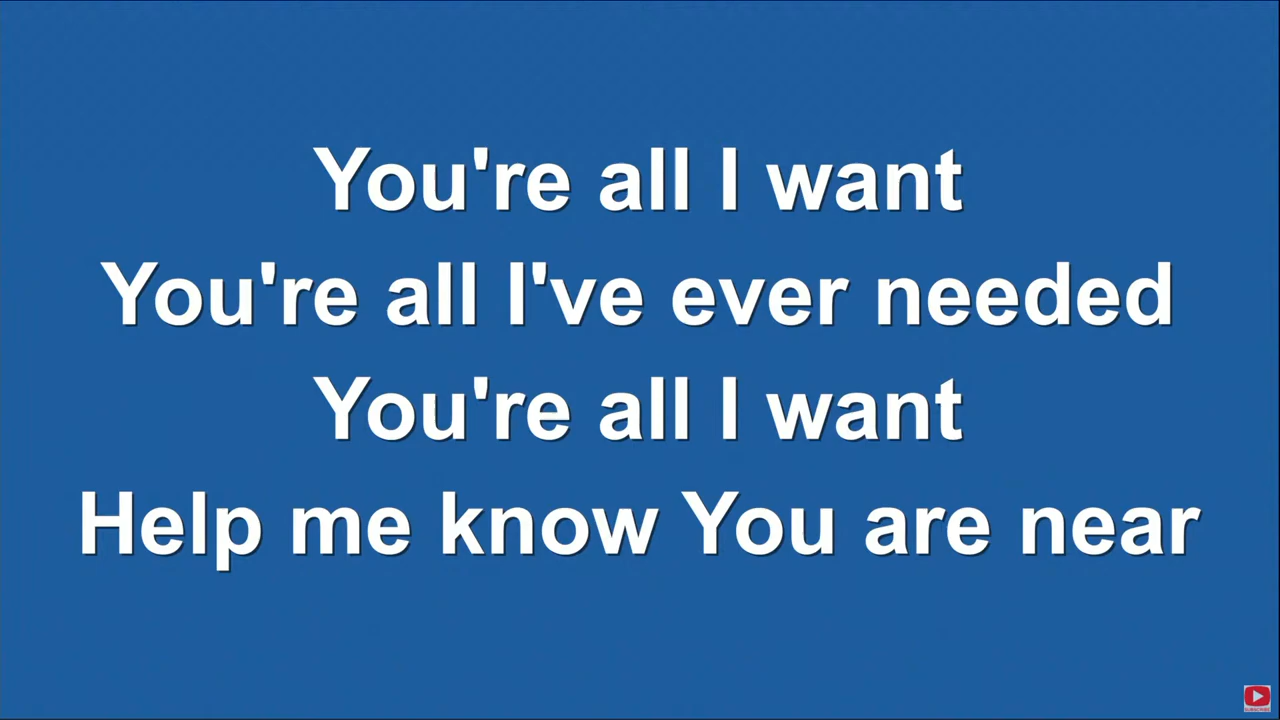 You're all I want
You're all I've ever needed
You're all I want
Help me know You are near
SUBSCRIBE